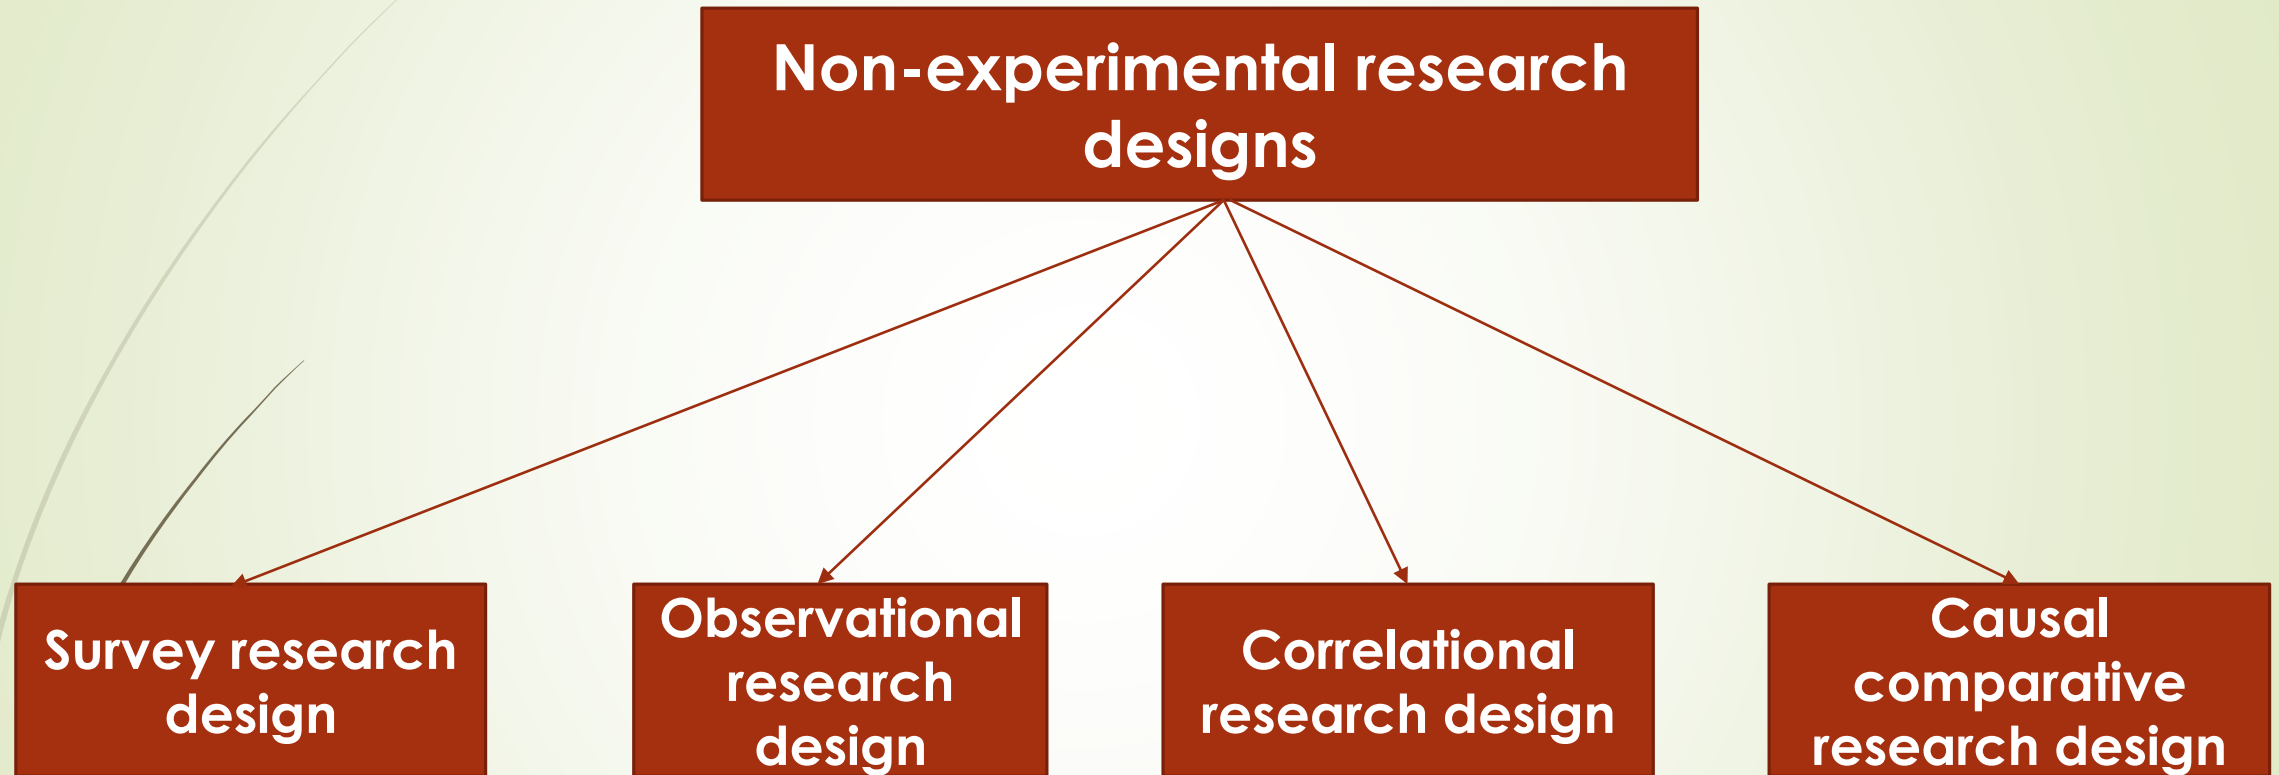 Non-experimental research
designs
Survey research
design
Observational
research
design
Correlational
research design
Causal
comparative
research design